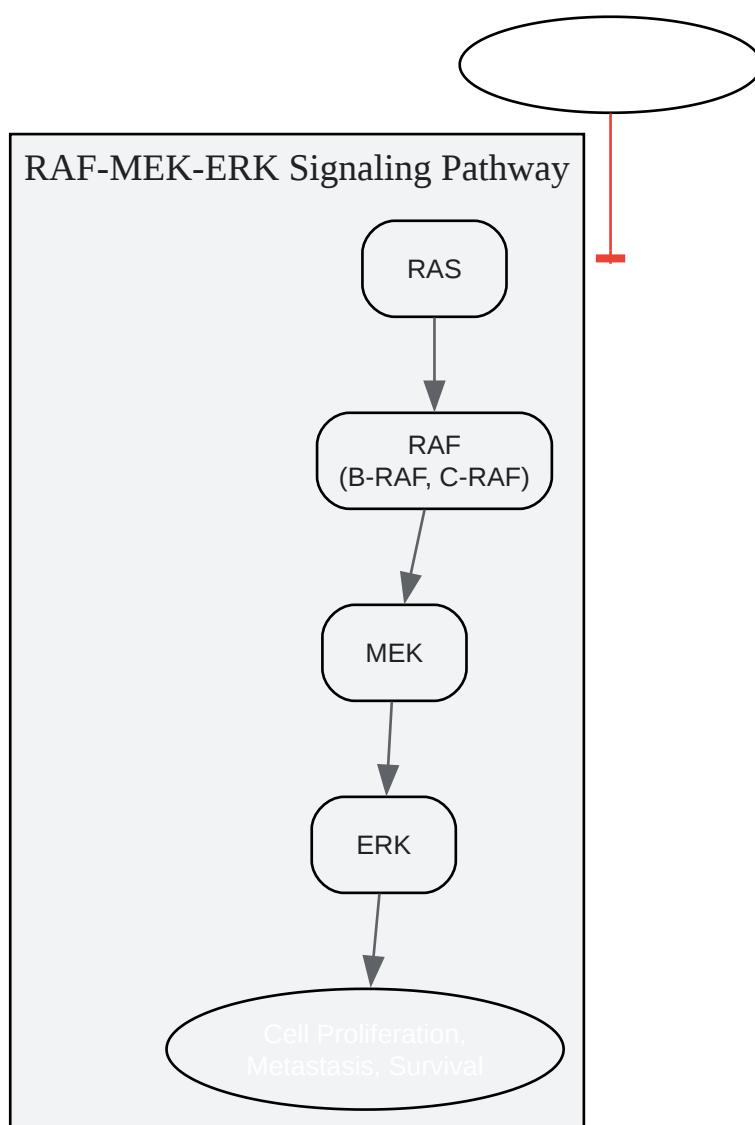 RAF-MEK-ERK Signaling Pathway
RAS
RAF
(B-RAF, C-RAF)
MEK
ERK
Cell Proliferation,
Metastasis, Survival